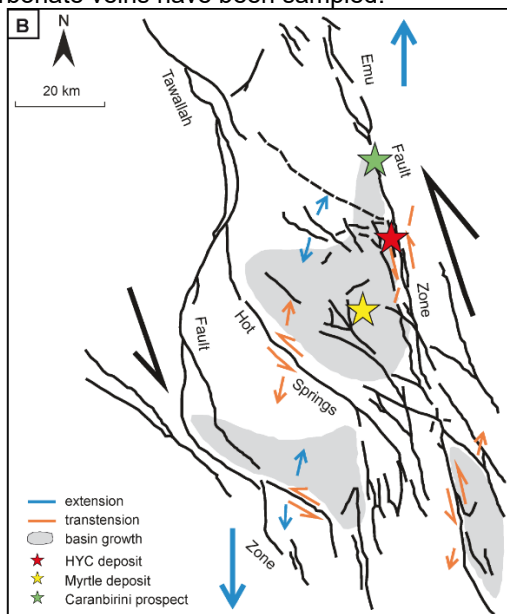 rbonate veins have been sampled.
B
N
20 km
Tawallah
Emu
Fault
Zone
Fault
Hot
Springs
Zone
extension
transtension
basin growth
HYC deposit
Myrtle deposit
Caranbirini prospect